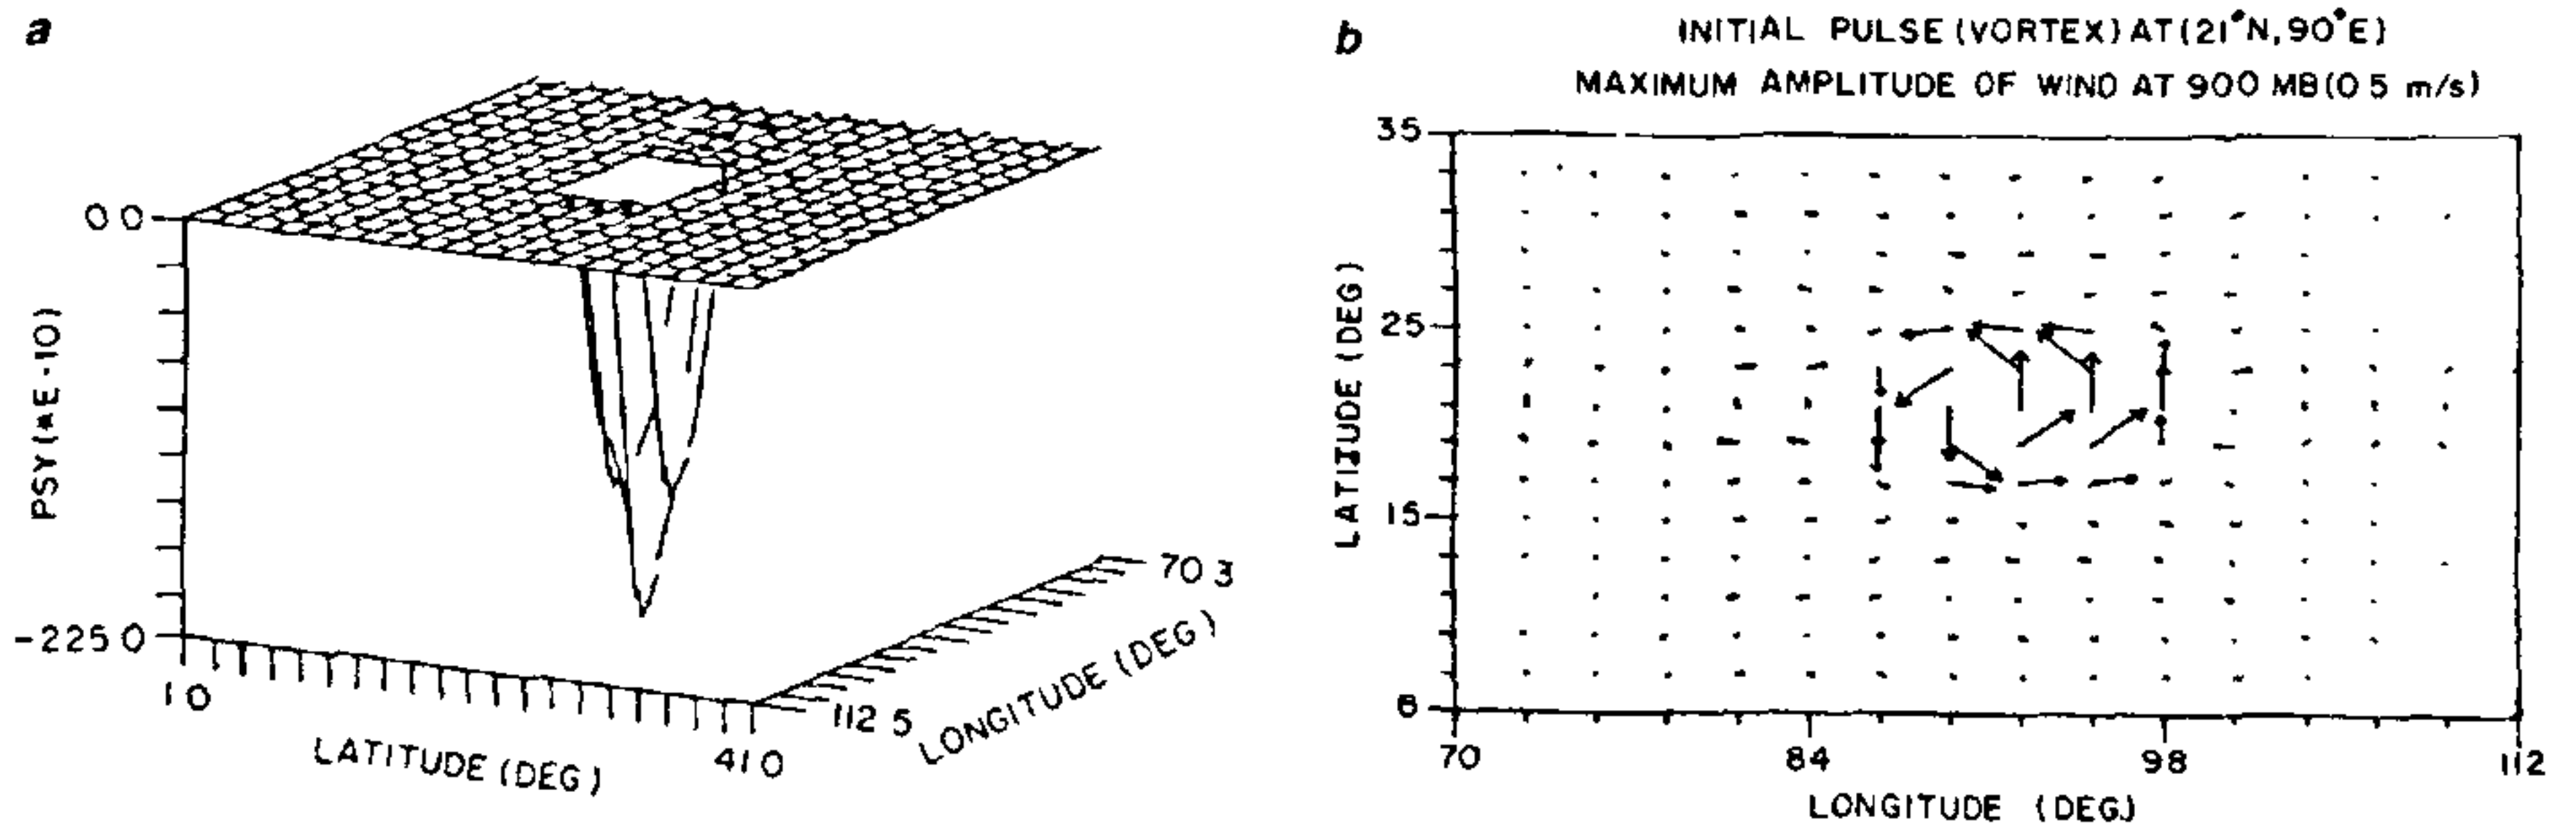 a
0 0
PSY(*E-10)
-225 0
1 0
LATITUDE (DEG)
41 0
112 5
LONGITUDE (DEG)
70 3
b
INITIAL PULSE (VORTEX) AT (21°N, 90°E)
MAXIMUM AMPLITUDE OF WIND AT 900 MB (0 5 m/s)
35
25
15
6
LATITUDE (DEG)
70
84
98
112
LONGITUDE (DEG)